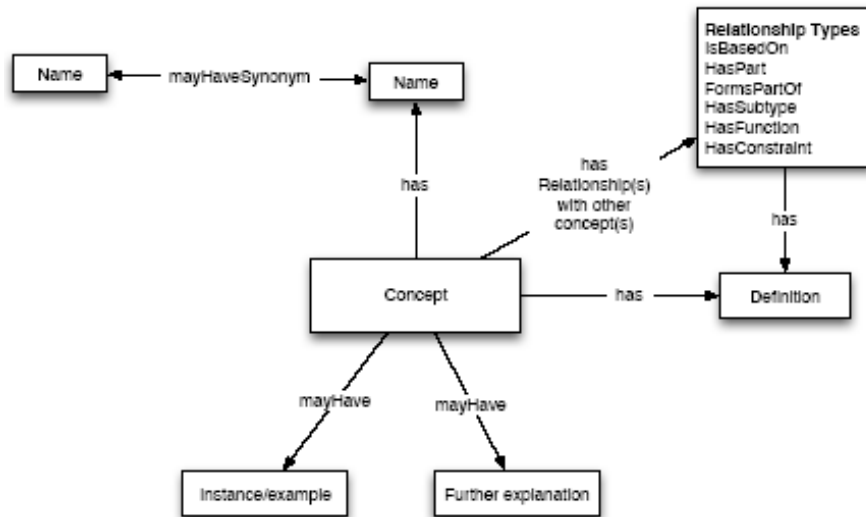 Relationship Types
IsBasedOn
HasPart
FormsPartOf
HasSubtype
HasFunction
HasConstraint
Name
mayHaveSynonym
Name
has
has
Relationship(s)
with other
concept(s)
has
Concept
has
Definition
mayHave
mayHave
Instance/example
Further explanation